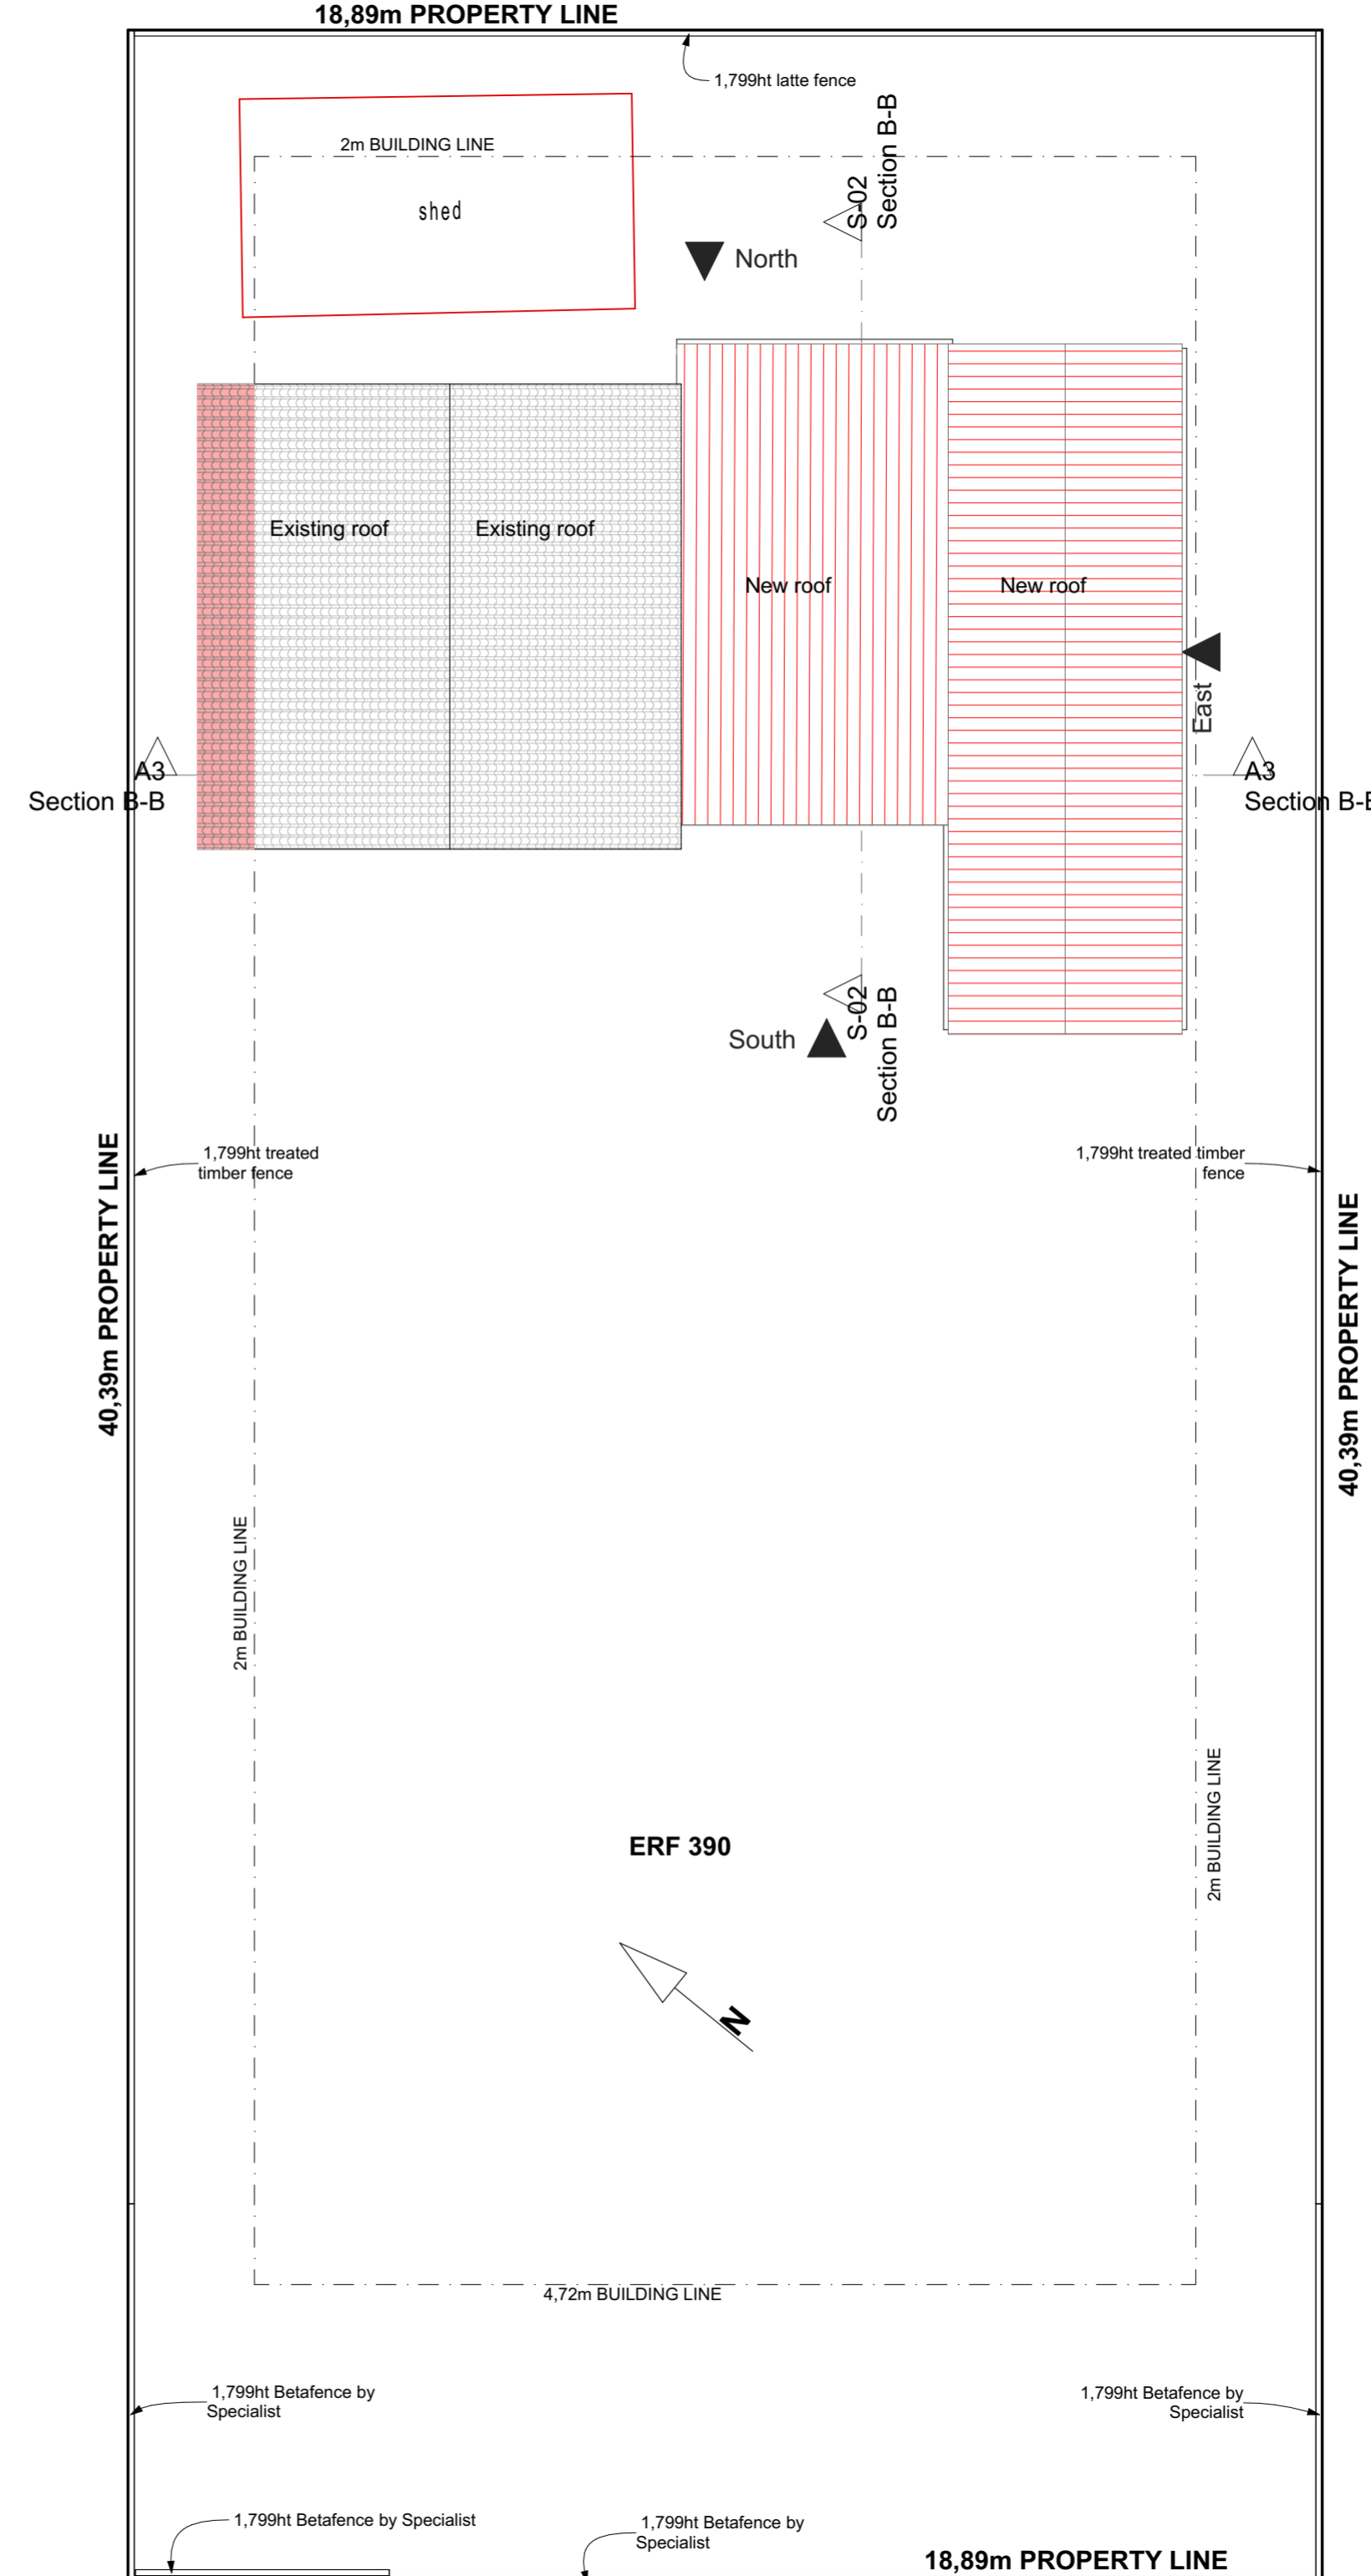 18,89m PROPERTY LINE
1,799ht latte fence
2m BUILDING LINE
shed
S-02
Section B-B
North
Existing roof
Existing roof
New roof
New roof
East
A3
Section B-B
A3
Section B-B
South
S-02
Section B-B
40,39m PROPERTY LINE
1,799ht treated
timber fence
1,799ht treated timber
fence
40,39m PROPERTY LINE
2m BUILDING LINE
2m BUILDING LINE
ERF 390
N
4,72m BUILDING LINE
1,799ht Betafence by
Specialist
1,799ht Betafence by
Specialist
1,799ht Betafence by Specialist
1,799ht Betafence by
Specialist
18,89m PROPERTY LINE